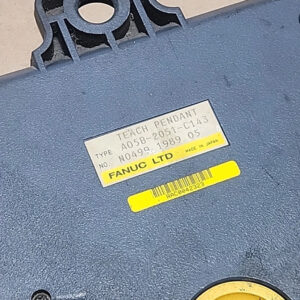 TEACH PENDANT
TYPE A05B-2051-C143
NO. N0499 1989.05
MADE IN JAPAN
FANUC LTD